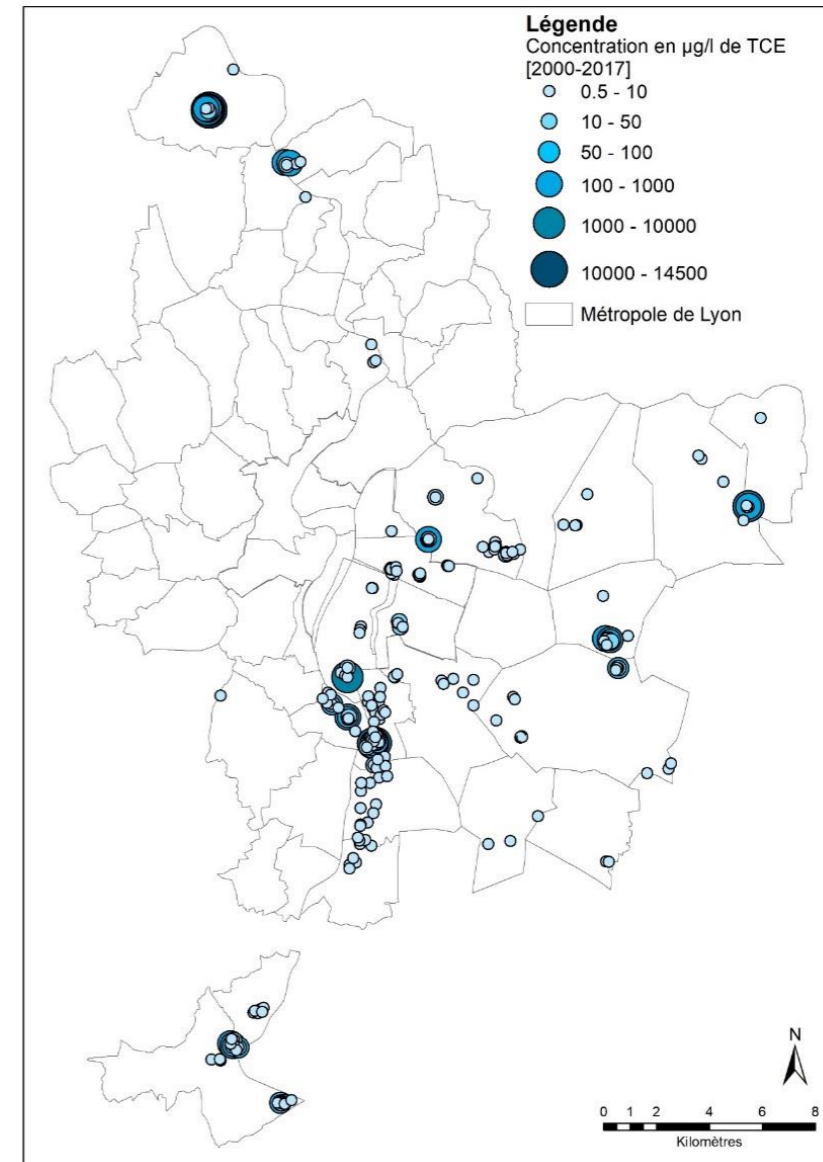 Légende
Concentration en µg/l de TCE
[2000-2017]
0.5 - 10
10 - 50
50 - 100
100 - 1000
1000 - 10000
10000 - 14500
Métropole de Lyon
N
0 1 2 4 6 8
Kilomètres